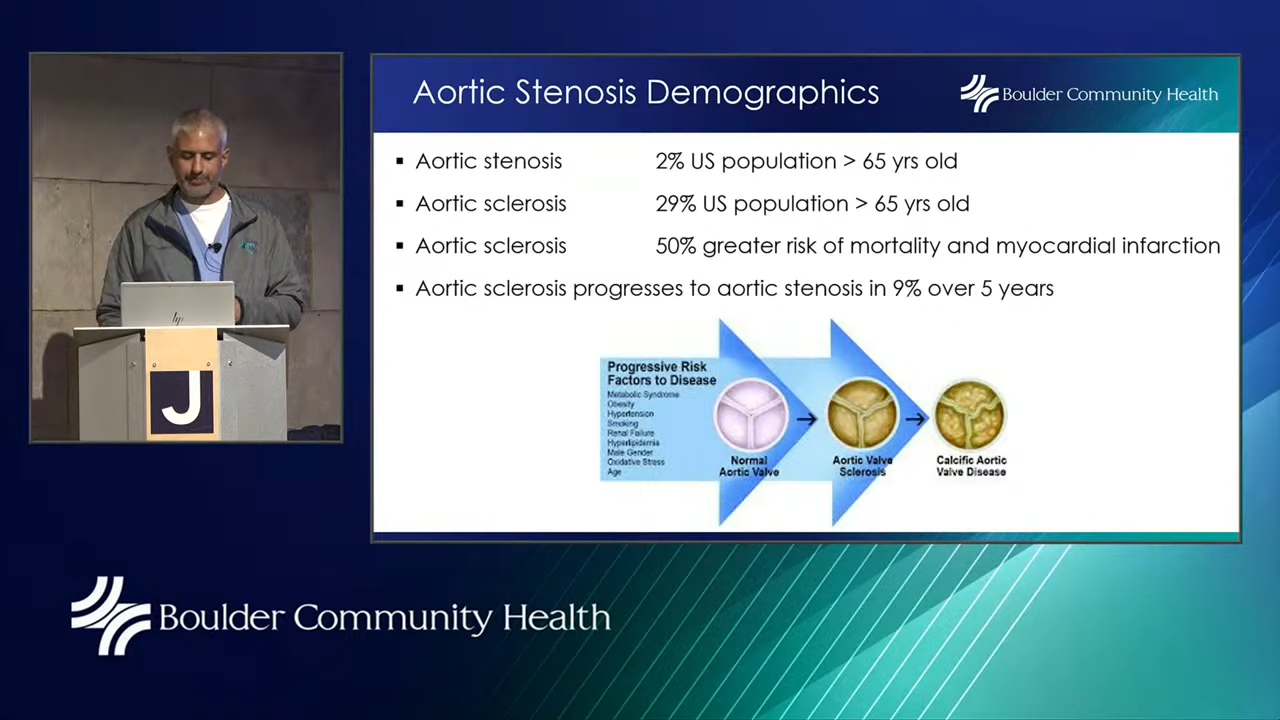 Aortic Stenosis Demographics
Boulder Community Health
▪ Aortic stenosis 2% US population > 65 yrs old
▪ Aortic sclerosis 29% US population > 65 yrs old
▪ Aortic sclerosis 50% greater risk of mortality and myocardial infarction
▪ Aortic sclerosis progresses to aortic stenosis in 9% over 5 years
Progressive Risk
Factors to Disease
Metabolic Syndrome
Obesity
Hypertension
Smoking
Renal Failure
Hyperlipidemia
Male Gender
Oxidative Stress
Age
Normal
Aortic Valve
Aortic Valve
Sclerosis
Calcific Aortic
Valve Disease
hp
J
Boulder Community Health